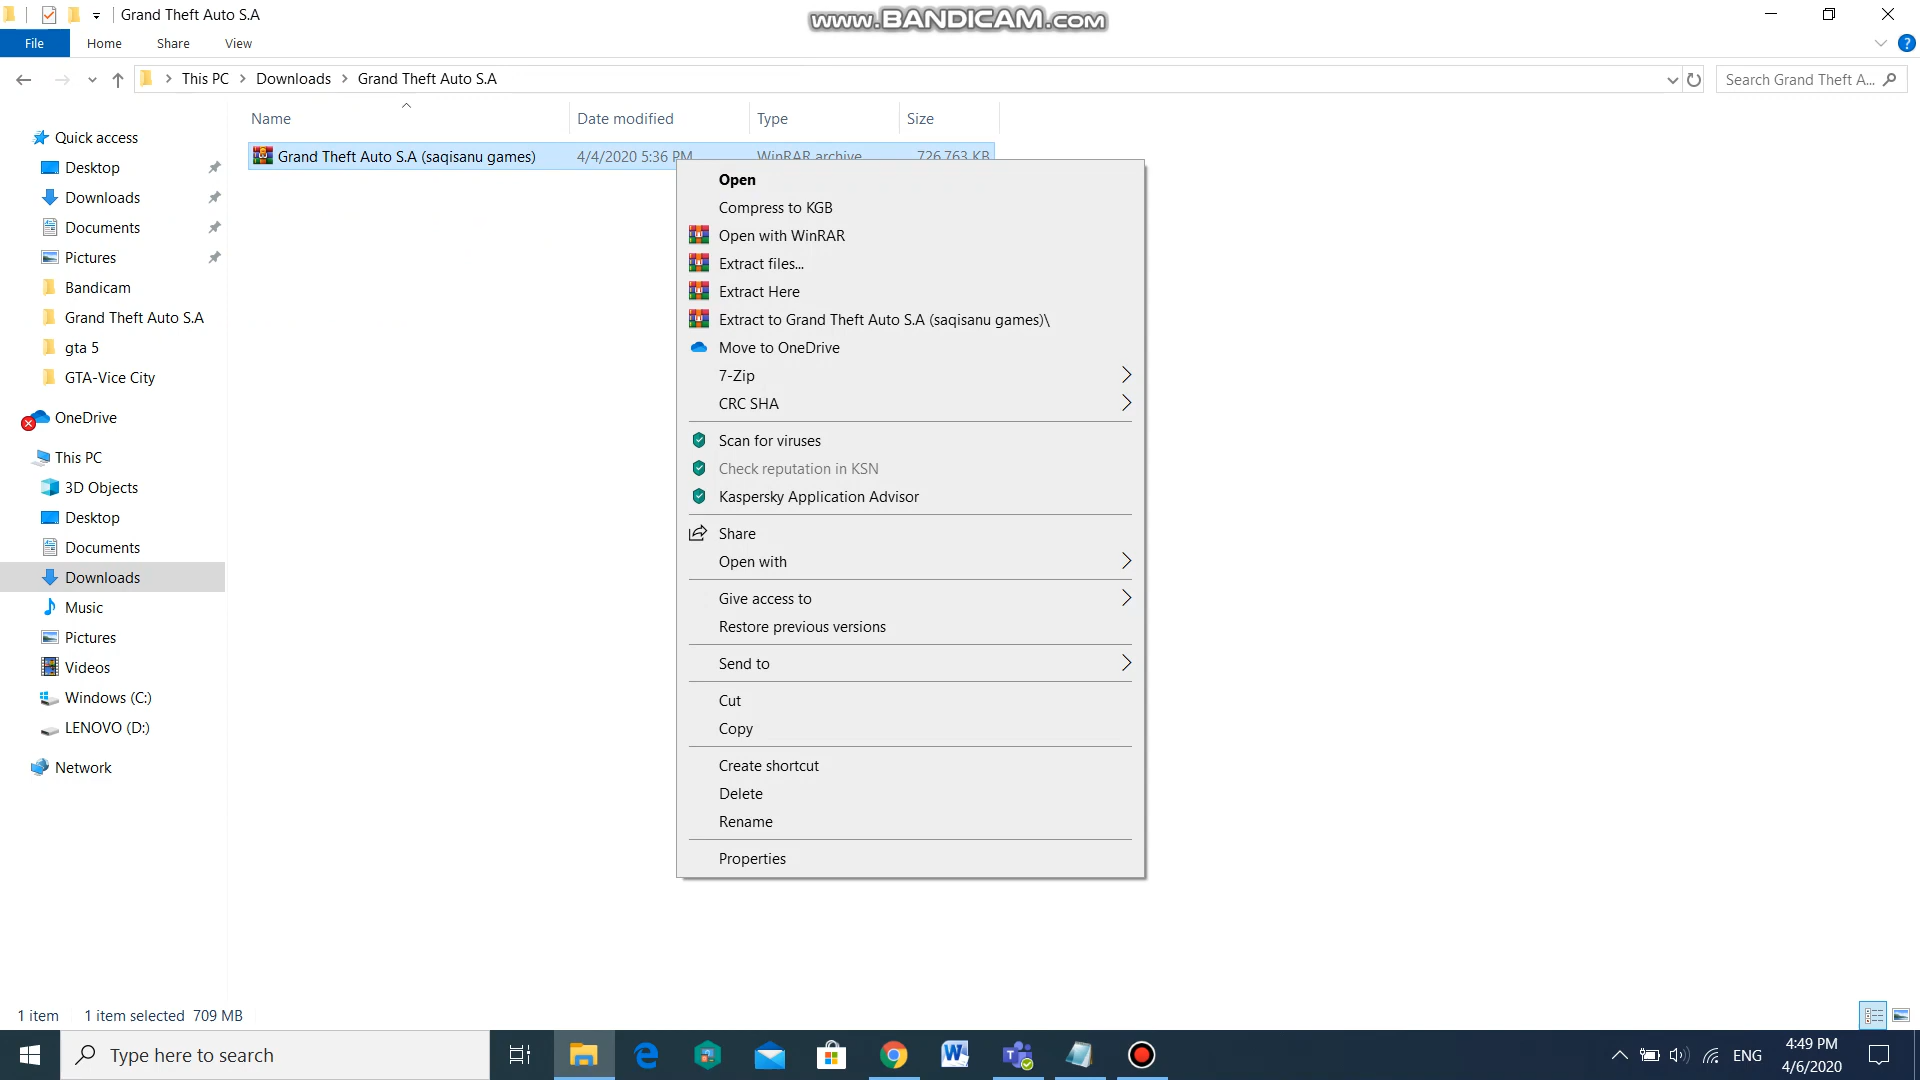 Grand Theft Auto S.A
www.BANDICAM.com
File
Home
Share
View
This PC
Downloads
Grand Theft Auto S.A
Search Grand Theft A...
Name
Date modified
Type
Size
Grand Theft Auto S.A (saqisanu games)
4/4/2020 5:36 PM
WinRAR archive
726,763 KB
Quick access
Desktop
Downloads
Documents
Pictures
Bandicam
Grand Theft Auto S.A
gta 5
GTA-Vice City
OneDrive
This PC
3D Objects
Desktop
Documents
Downloads
Music
Pictures
Videos
Windows (C:)
LENOVO (D:)
Network
Open
Compress to KGB
Open with WinRAR
Extract files...
Extract Here
Extract to Grand Theft Auto S.A (saqisanu games)\
Move to OneDrive
7-Zip
CRC SHA
Scan for viruses
Check reputation in KSN
Kaspersky Application Advisor
Share
Open with
Give access to
Restore previous versions
Send to
Cut
Copy
Create shortcut
Delete
Rename
Properties
1 item
1 item selected 709 MB
Type here to search
ENG
4:49 PM
4/6/2020